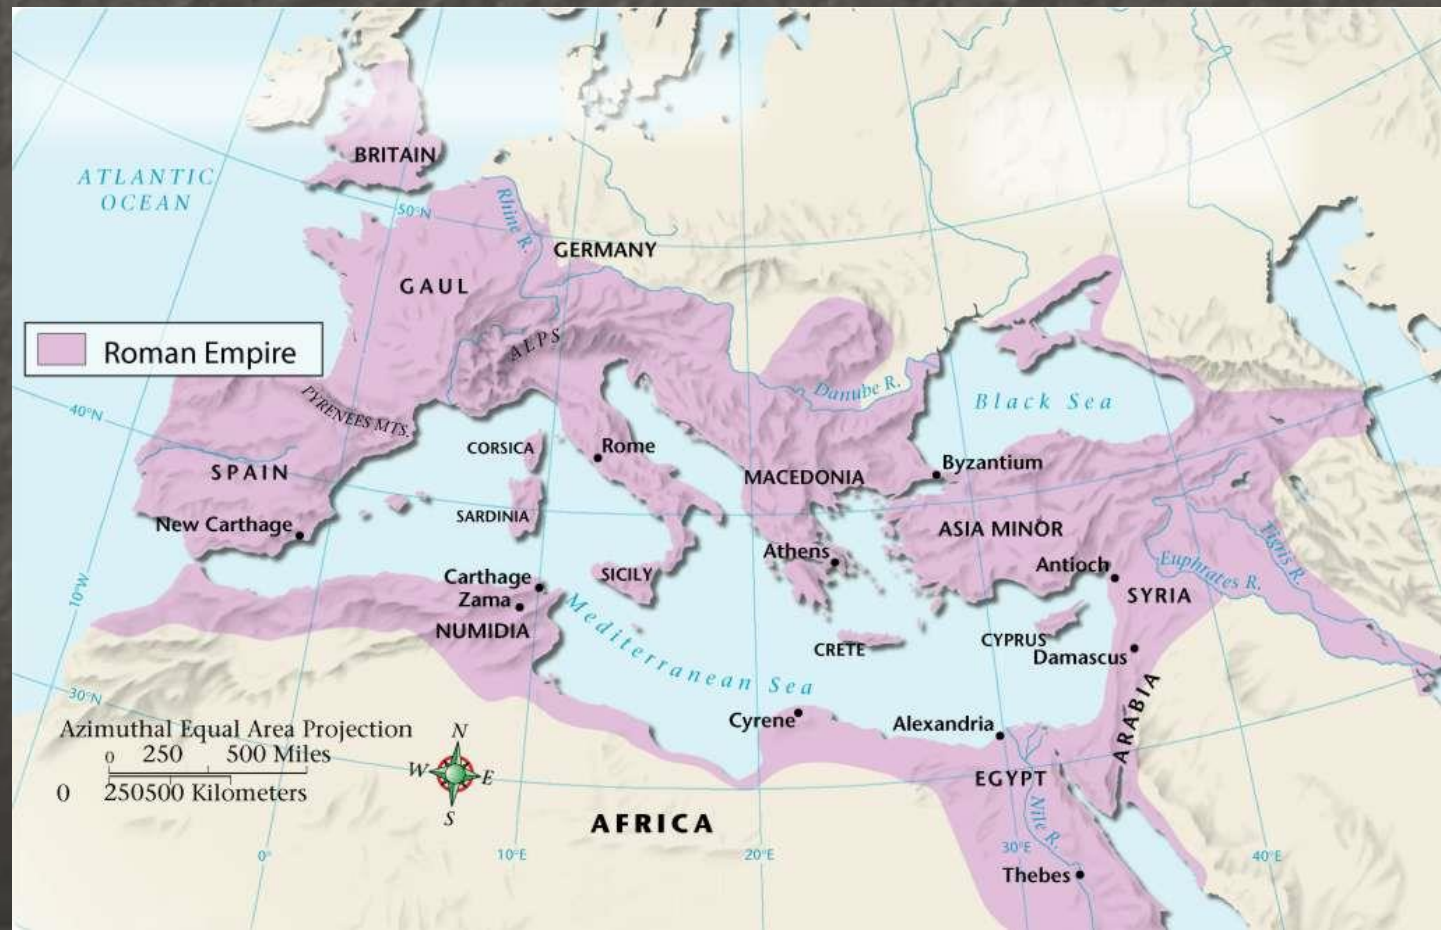 BRITAIN
ATLANTIC
OCEAN
50°N
Rhine R.
GERMANY
GAUL
Roman Empire
ALPS
PYRENEES MTS.
40°N
Danube R.
Black Sea
CORSICA
Rome
SPAIN
MACEDONIA
Byzantium
SARDINIA
New Carthage
ASIA MINOR
Athens
Antioch
Tigris R.
Euphrates R.
Carthage
SICILY
Zama
SYRIA
10°W
NUMIDIA
Mediterranean Sea
CRETE
CYPRUS
Damascus
30°N
ARABIA
Cyrene
Alexandria
Azimuthal Equal Area Projection
0 250 500 Miles
0 250500 Kilometers
N
W E
S
EGYPT
Nile R.
AFRICA
0°
10°E
20°E
30°E
40°E
Thebes